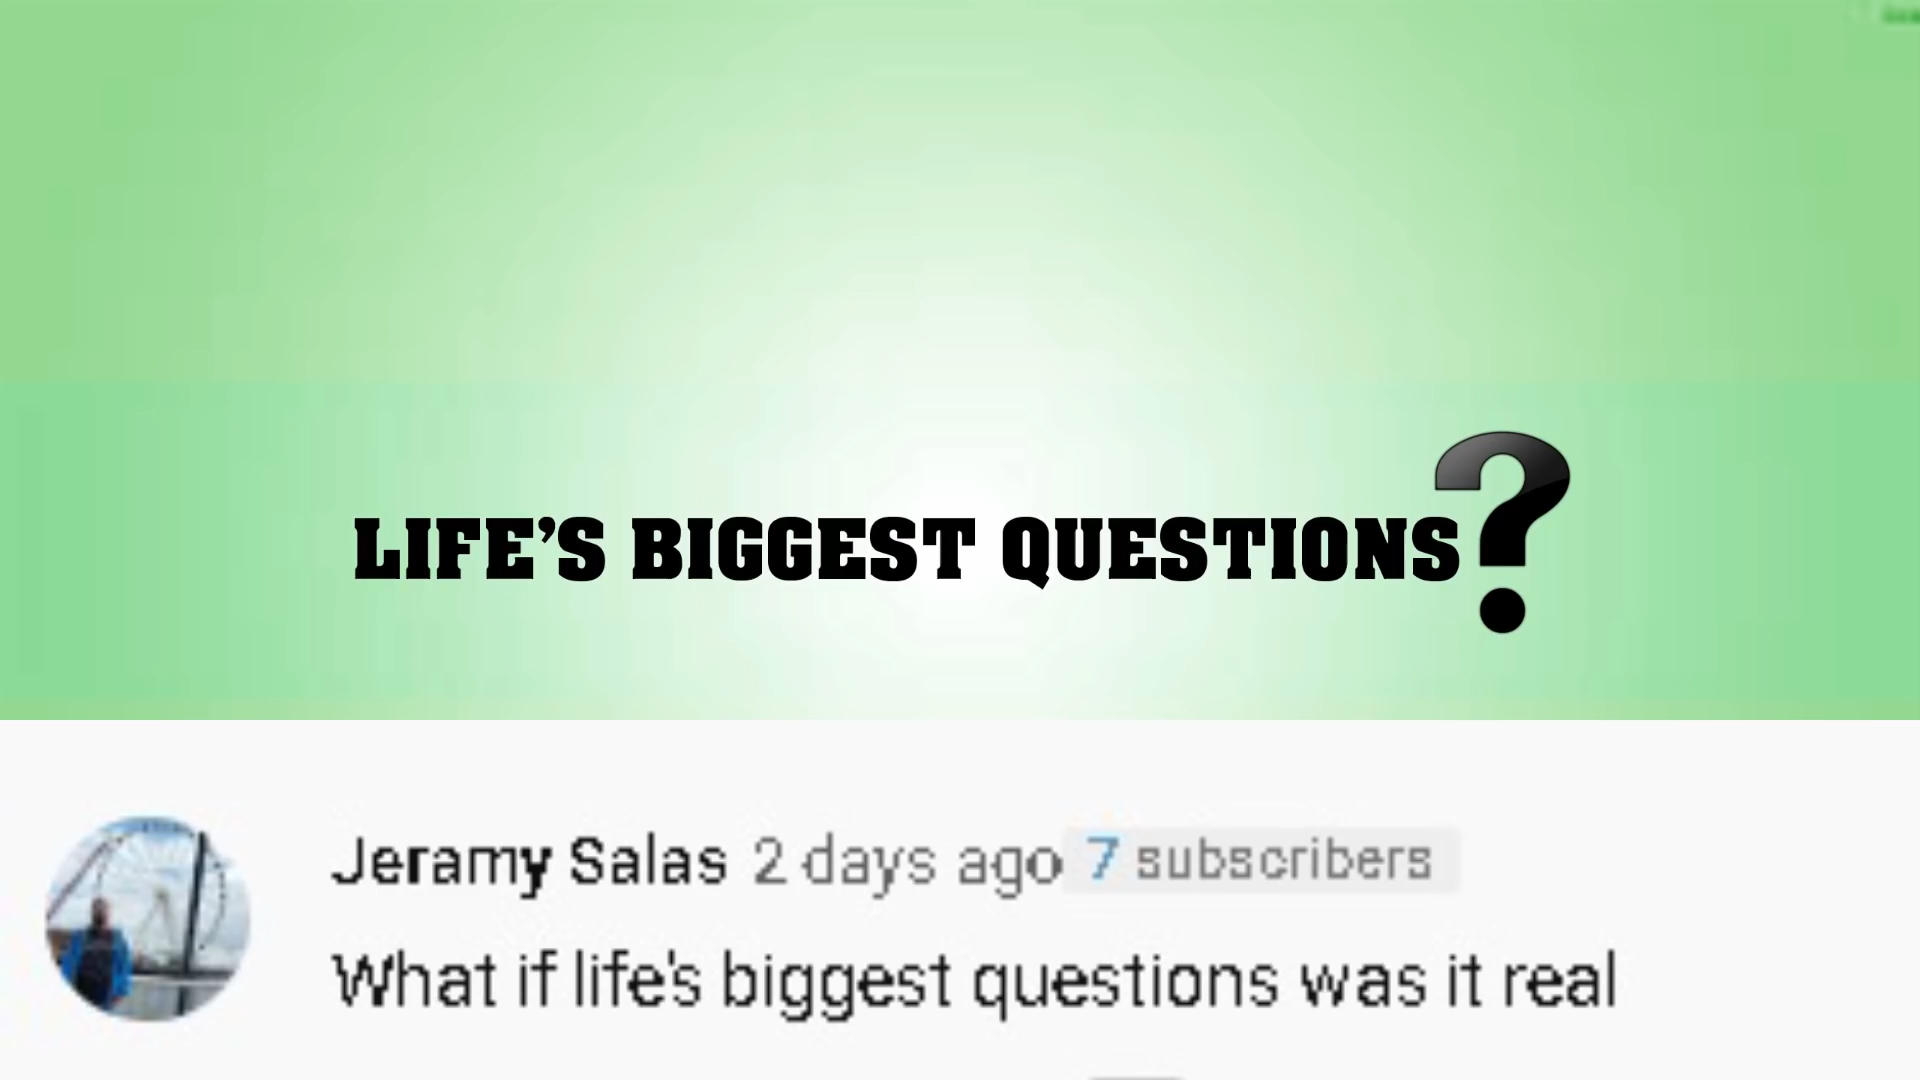 LIFE’S BIGGEST QUESTIONS?
Jeramy Salas 2 days ago 7 subscribers
What if life's biggest questions was it real